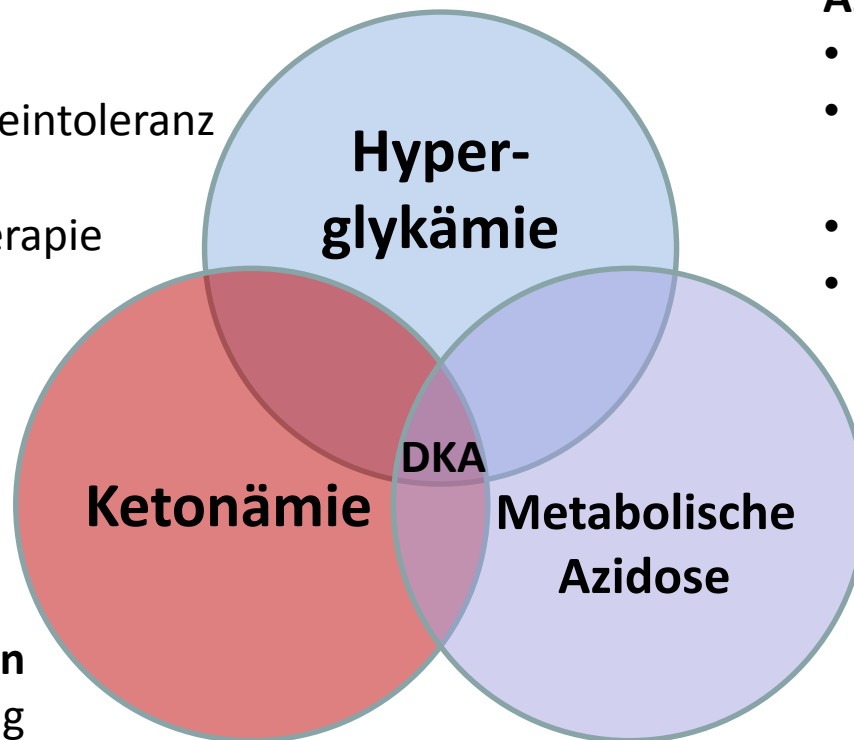 A
•
•
eintoleranz
Hyper-
glykämie
•
erapie
•
DKA
Ketonämie
Metabolische
Azidose
n
g